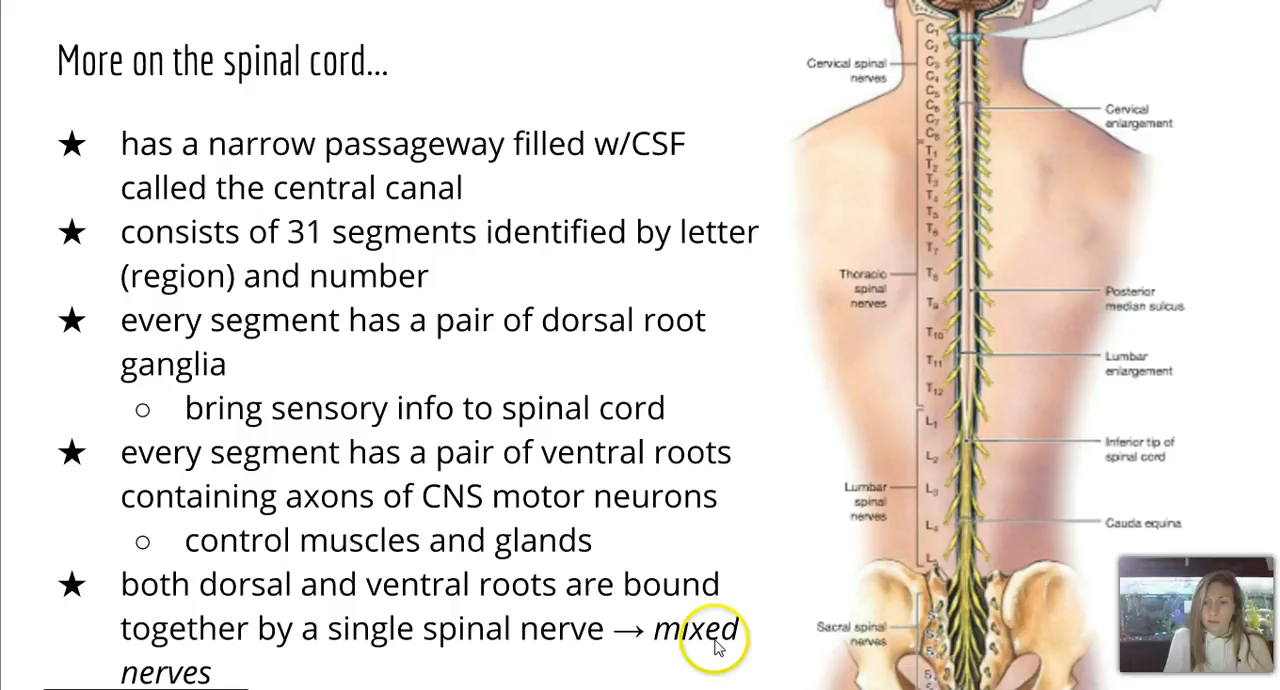 More on the spinal cord...
★ has a narrow passageway filled w/CSF
called the central canal
★ consists of 31 segments identified by letter
(region) and number
★ every segment has a pair of dorsal root
ganglia
○ bring sensory info to spinal cord
★ every segment has a pair of ventral roots
containing axons of CNS motor neurons
○ control muscles and glands
★ both dorsal and ventral roots are bound
together by a single spinal nerve → mixed
nerves
Cervical spinal
nerves
C1
C2
C3
C4
C5
C6
C7
C8
Cervical
enlargement
T1
T2
T3
T4
T5
T6
T7
T8
T9
T10
T11
T12
Thoracic
spinal
nerves
Posterior
median sulcus
Lumbar
enlargement
L1
L2
L3
L4
Lumbar
spinal
nerves
Inferior tip of
spinal cord
Cauda equina
Sacral spinal
nerves